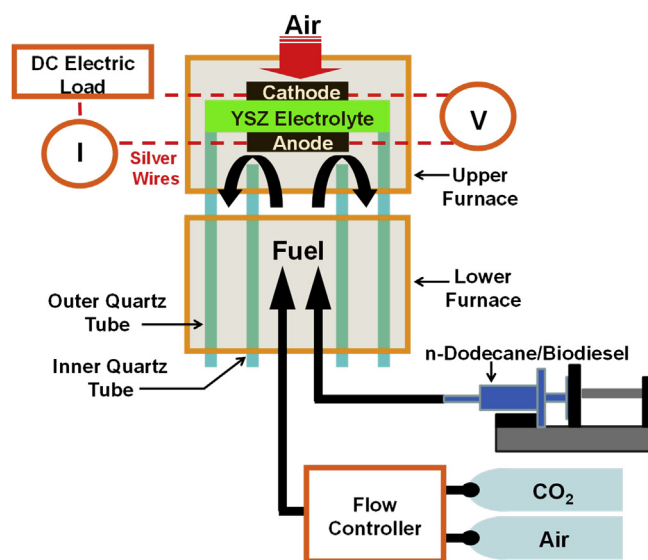 Air
DC Electric
Load
Cathode
YSZ Electrolyte
Anode
V
I
Silver
Wires
Upper
Furnace
Fuel
Lower
Furnace
Outer Quartz
Tube
Inner Quartz
Tube
n-Dodecane/Biodiesel
Flow
Controller
CO₂
Air